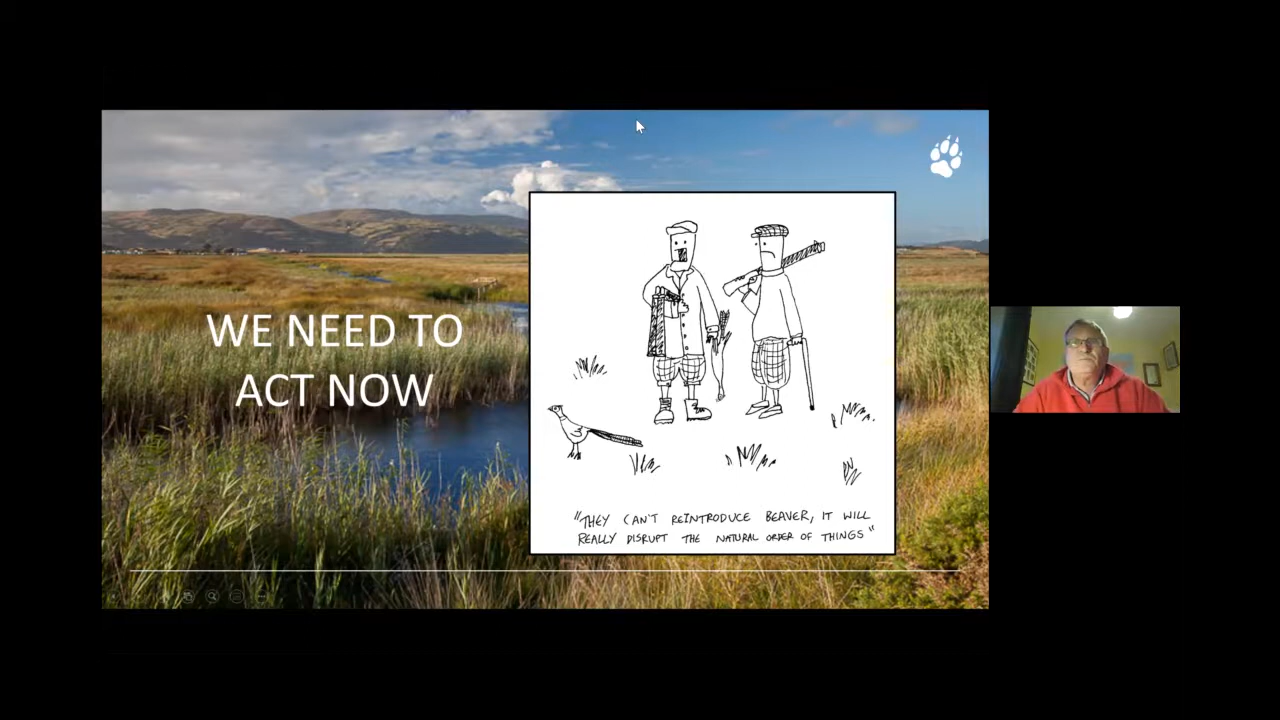 WE NEED TO
ACT NOW
"THEY CAN'T REINTRODUCE BEAVER, IT WILL
REALLY DISRUPT THE NATURAL ORDER OF THINGS"